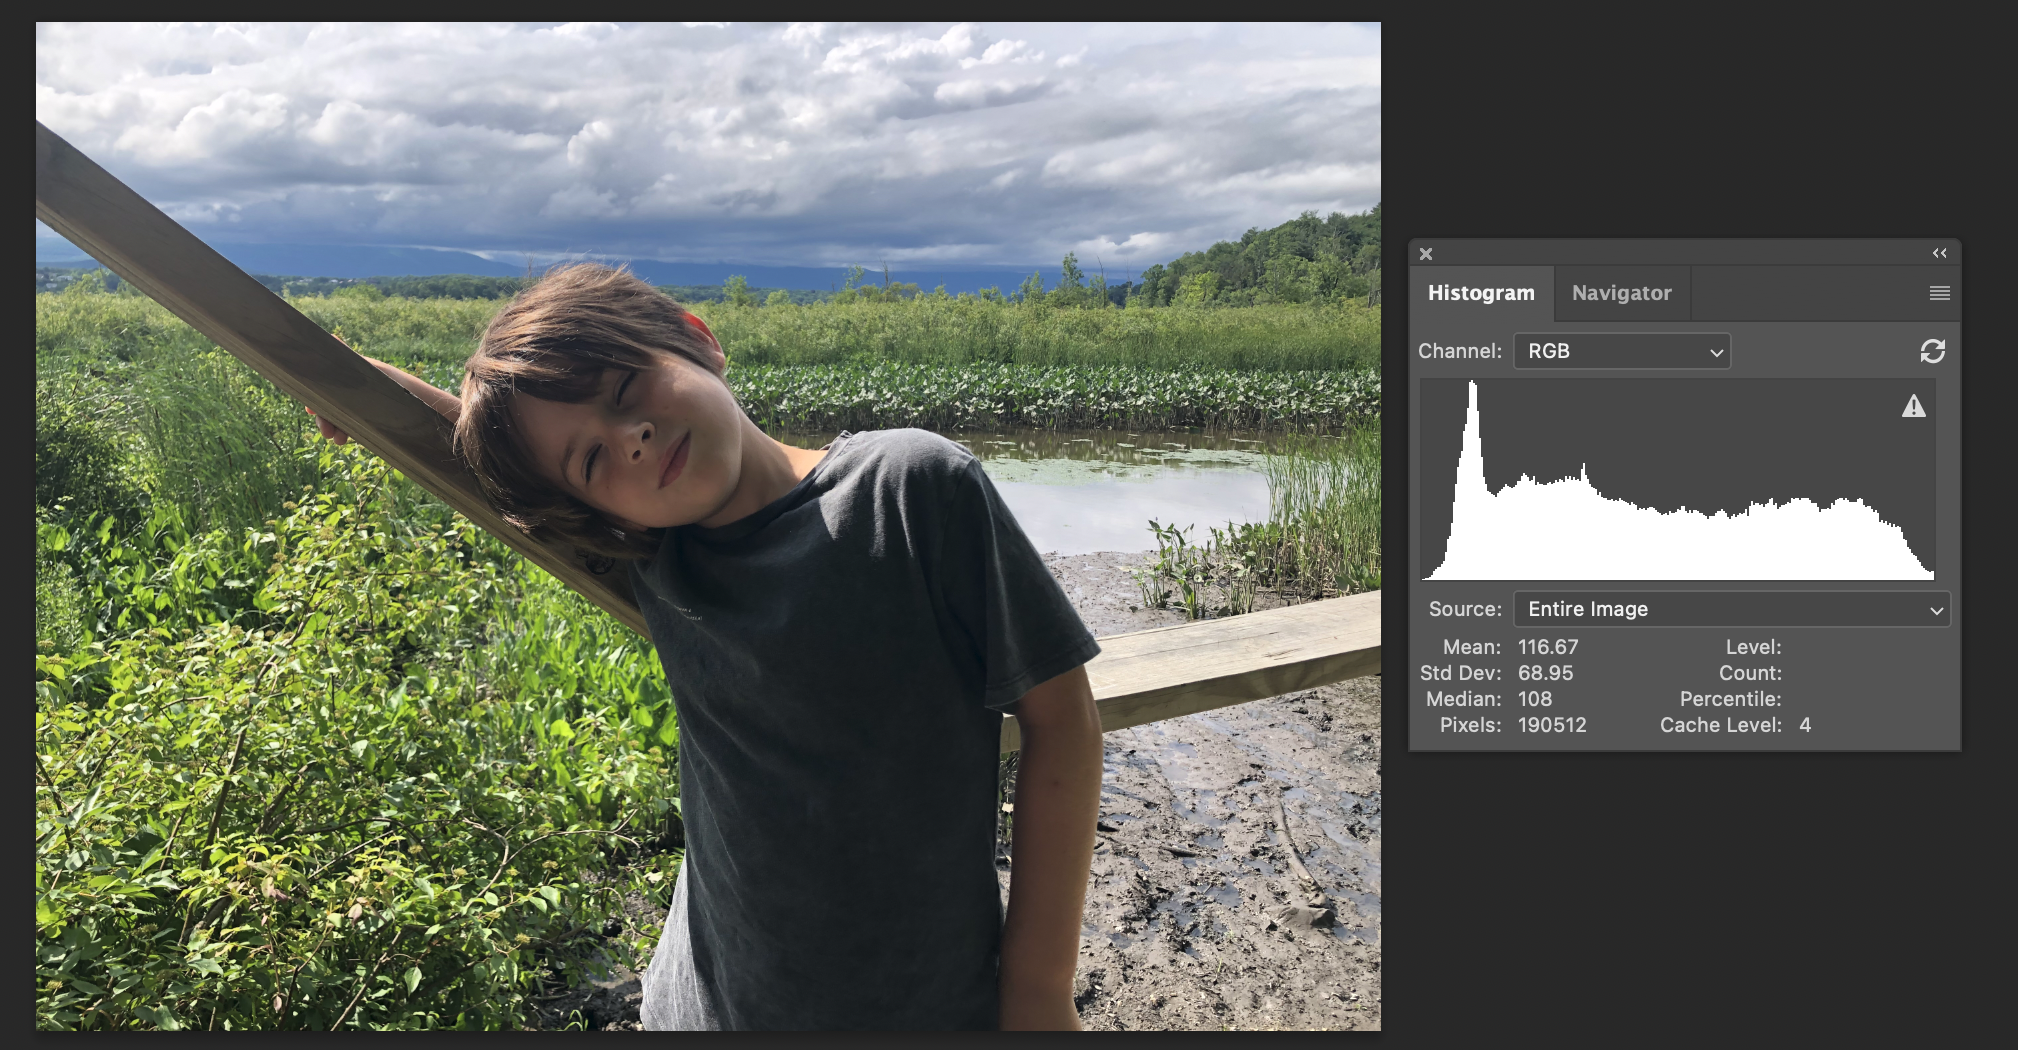 Histogram
Navigator
Channel: RGB
Source: Entire Image
Mean: 116.67 Level:
Std Dev: 68.95 Count:
Median: 108 Percentile:
Pixels: 190512 Cache Level: 4